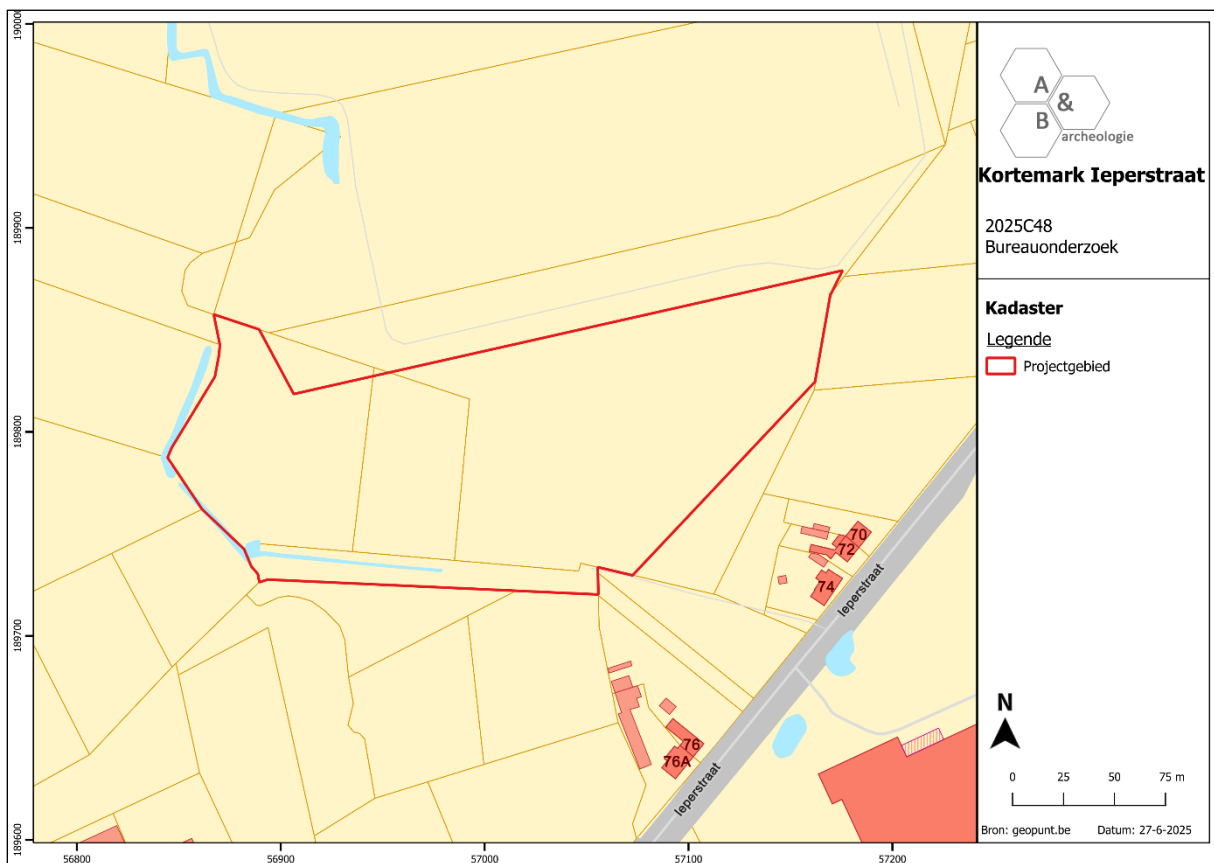 190000
189900
189800
189700
189600
56800
56900
57000
57100
57200
70
72
74
Ieperstraat
76
76A
Ieperstraat
A
&
B
archeologie
Kortemark Ieperstraat
2025C48
Bureauonderzoek
Kadaster
Legende
Projectgebied
N
0 25 50 75 m
Bron: geopunt.be Datum: 27-6-2025